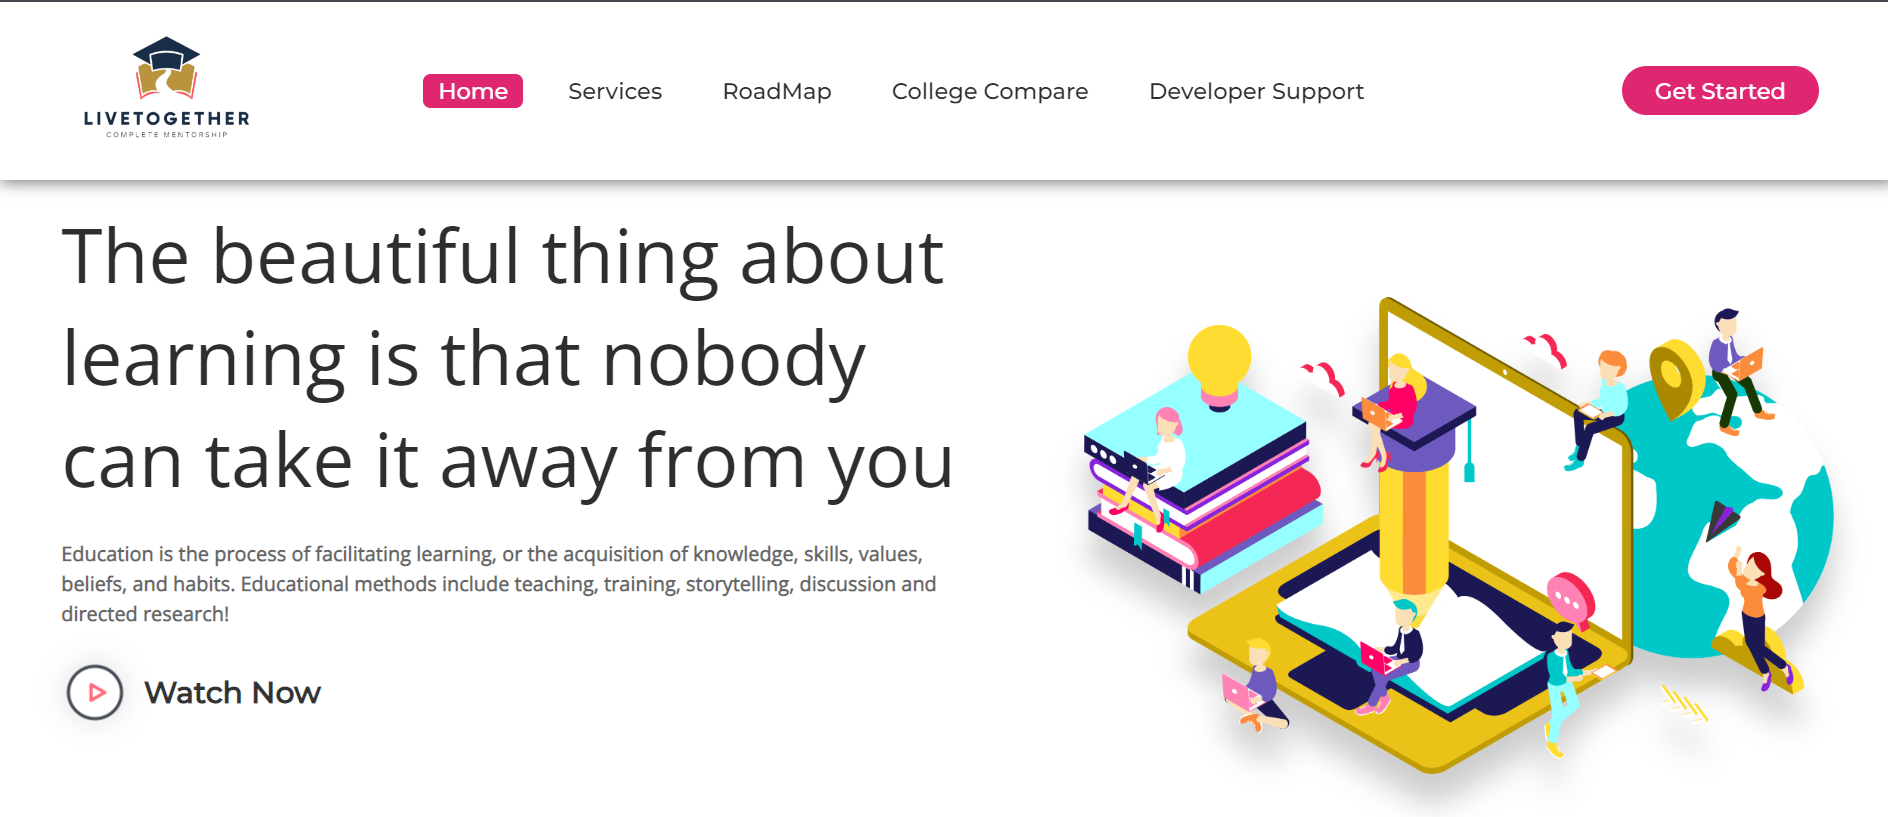 LIVETOGETHER
COMPLETE MENTORSHIP
Home
Services
RoadMap
College Compare
Developer Support
Get Started
The beautiful thing about
learning is that nobody
can take it away from you
Education is the process of facilitating learning, or the acquisition of knowledge, skills, values,
beliefs, and habits. Educational methods include teaching, training, storytelling, discussion and
directed research!
Watch Now